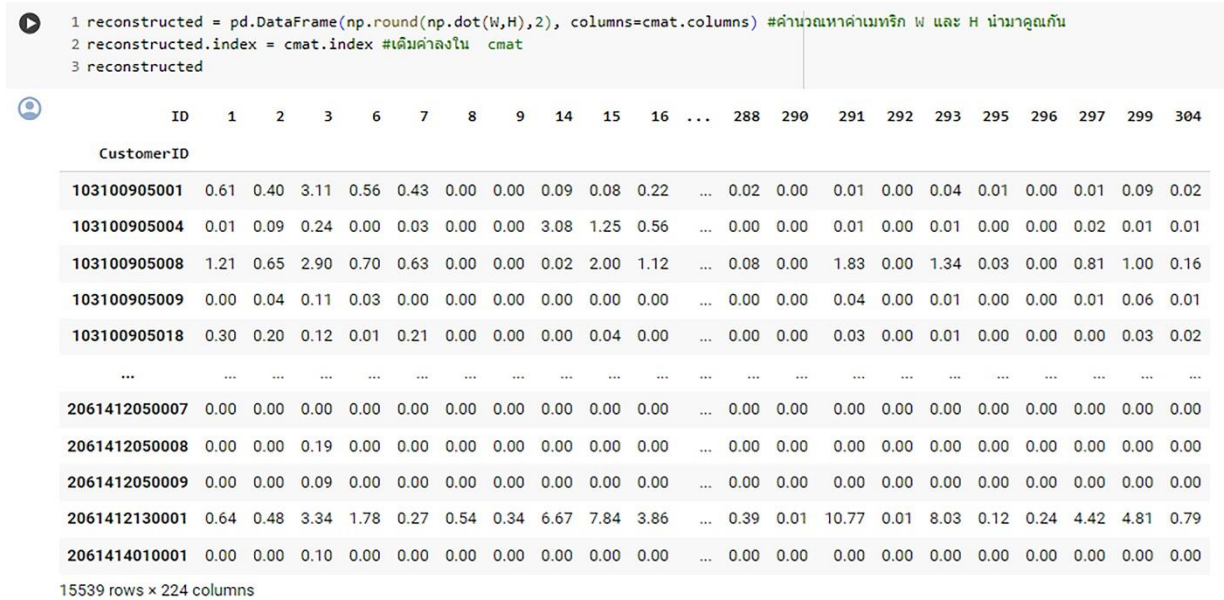 1 reconstructed = pd.DataFrame(np.round(np.dot(W,H),2), columns=cmat.columns) #คำนวณหาค่าเมทริก W และ H นำมาคูณกัน
2 reconstructed.index = cmat.index #เติมค่าลงใน cmat
3 reconstructed
ID 1 2 3 6 7 8 9 14 15 16 ... 288 290 291 292 293 295 296 297 299 304
CustomerID
103100905001 0.61 0.40 3.11 0.56 0.43 0.00 0.00 0.09 0.08 0.22 ... 0.02 0.00 0.01 0.00 0.04 0.01 0.00 0.01 0.09 0.02
103100905004 0.01 0.09 0.24 0.00 0.03 0.00 0.00 3.08 1.25 0.56 ... 0.00 0.00 0.01 0.00 0.01 0.00 0.00 0.02 0.01 0.01
103100905008 1.21 0.65 2.90 0.70 0.63 0.00 0.00 0.02 2.00 1.12 ... 0.08 0.00 1.83 0.00 1.34 0.03 0.00 0.81 1.00 0.16
103100905009 0.00 0.04 0.11 0.03 0.00 0.00 0.00 0.00 0.00 0.00 ... 0.00 0.00 0.04 0.00 0.01 0.00 0.00 0.01 0.06 0.01
103100905018 0.30 0.20 0.12 0.01 0.21 0.00 0.00 0.00 0.04 0.00 ... 0.00 0.00 0.03 0.00 0.01 0.00 0.00 0.00 0.03 0.02
... ... ... ... ... ... ... ... ... ... ... ... ... ... ... ... ... ... ... ... ... ...
2061412050007 0.00 0.00 0.00 0.00 0.00 0.00 0.00 0.00 0.00 0.00 ... 0.00 0.00 0.00 0.00 0.00 0.00 0.00 0.00 0.00 0.00
2061412050008 0.00 0.00 0.19 0.00 0.00 0.00 0.00 0.00 0.00 0.00 ... 0.00 0.00 0.00 0.00 0.00 0.00 0.00 0.00 0.00 0.00
2061412050009 0.00 0.00 0.09 0.00 0.00 0.00 0.00 0.00 0.00 0.00 ... 0.00 0.00 0.00 0.00 0.00 0.00 0.00 0.00 0.00 0.00
2061412130001 0.64 0.48 3.34 1.78 0.27 0.54 0.34 6.67 7.84 3.86 ... 0.39 0.01 10.77 0.01 8.03 0.12 0.24 4.42 4.81 0.79
2061414010001 0.00 0.00 0.10 0.00 0.00 0.00 0.00 0.00 0.00 0.00 ... 0.00 0.00 0.00 0.00 0.00 0.00 0.00 0.00 0.00 0.00
15539 rows × 224 columns